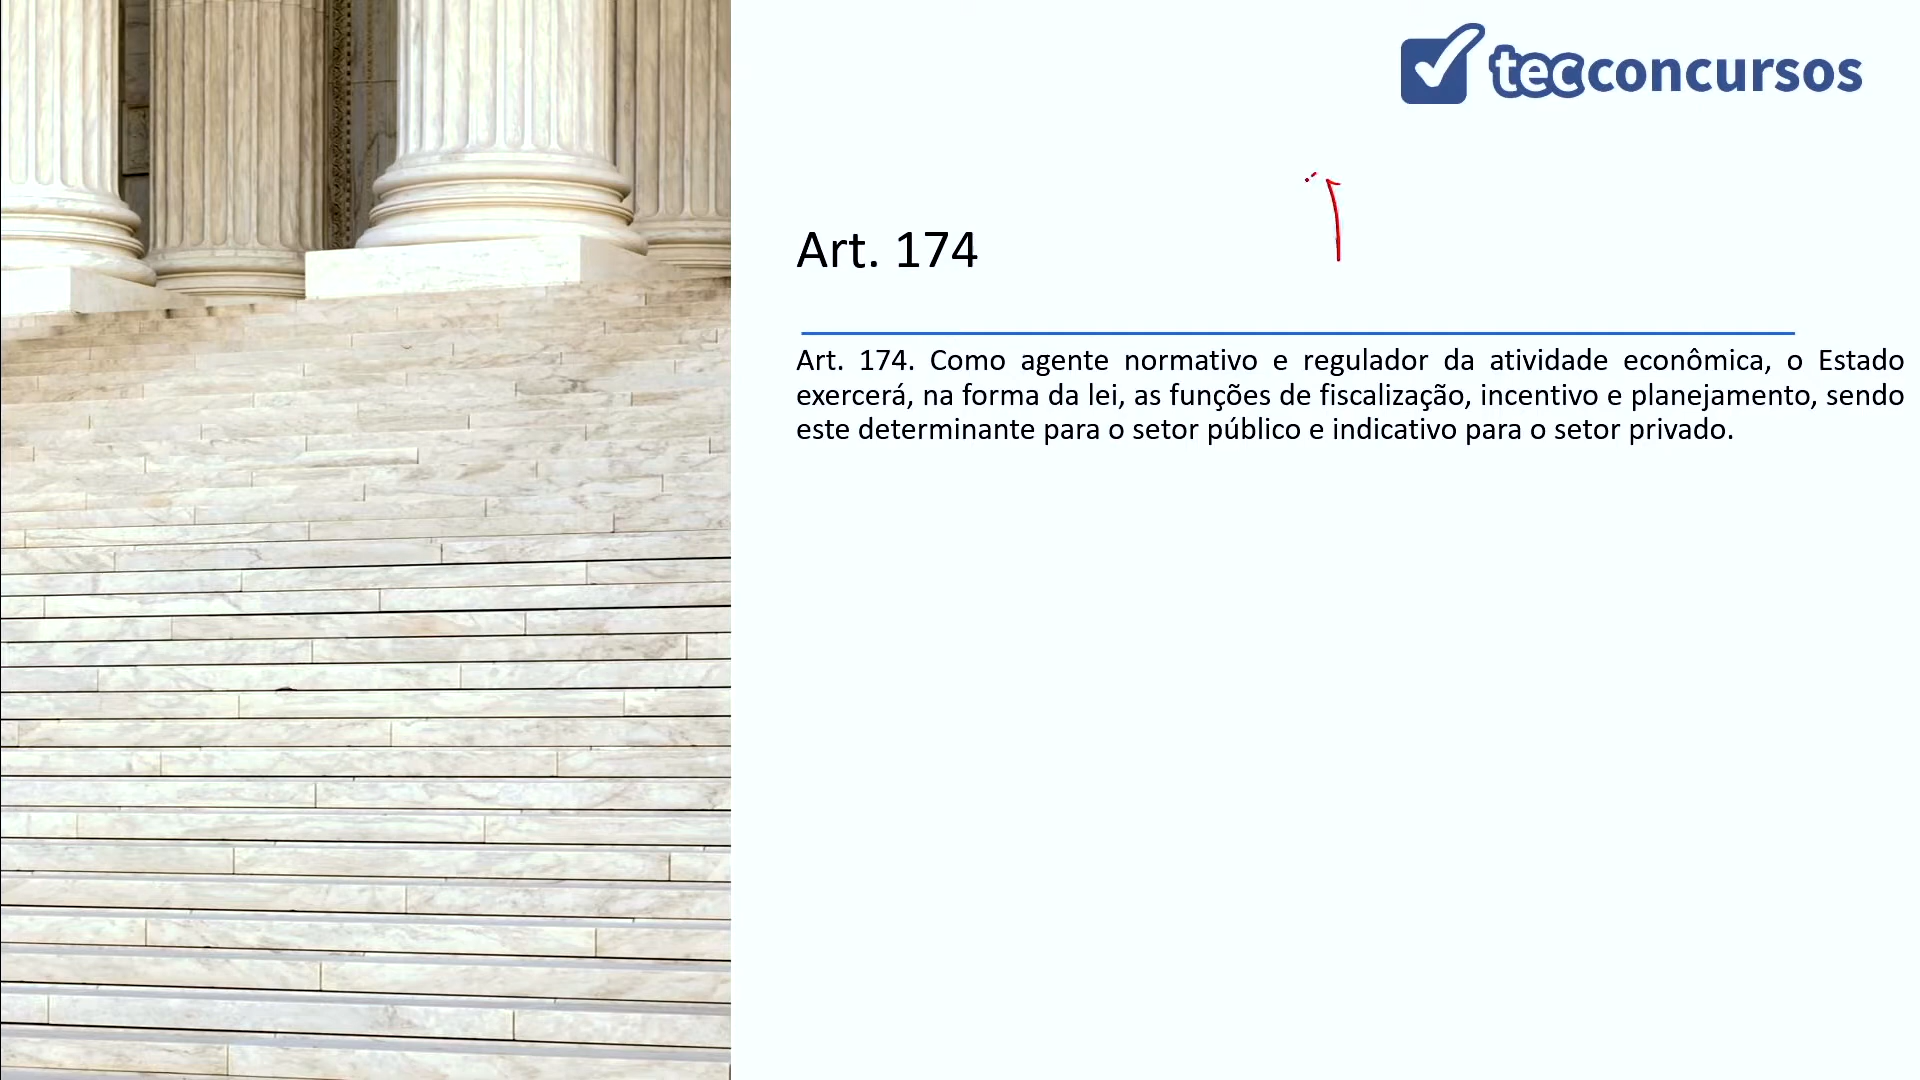 tecconcursos
Art. 174
Art. 174. Como agente normativo e regulador da atividade econômica, o Estado
exercerá, na forma da lei, as funções de fiscalização, incentivo e planejamento, sendo
este determinante para o setor público e indicativo para o setor privado.